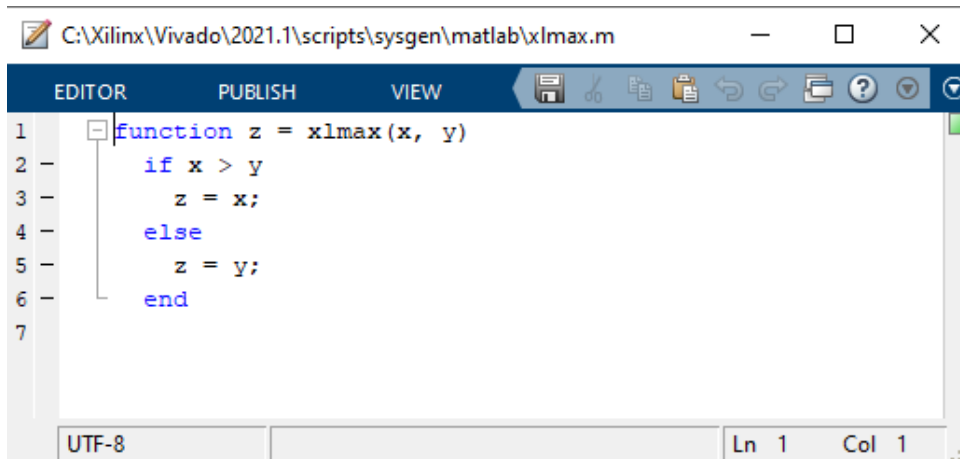 C:\Xilinx\Vivado\2021.1\scripts\sysgen\matlab\xlmax.m
EDITOR PUBLISH VIEW
1 function z = xlmax(x, y)
2 if x > y
3 z = x;
4 else
5 z = y;
6 end
7
UTF-8 Ln 1 Col 1